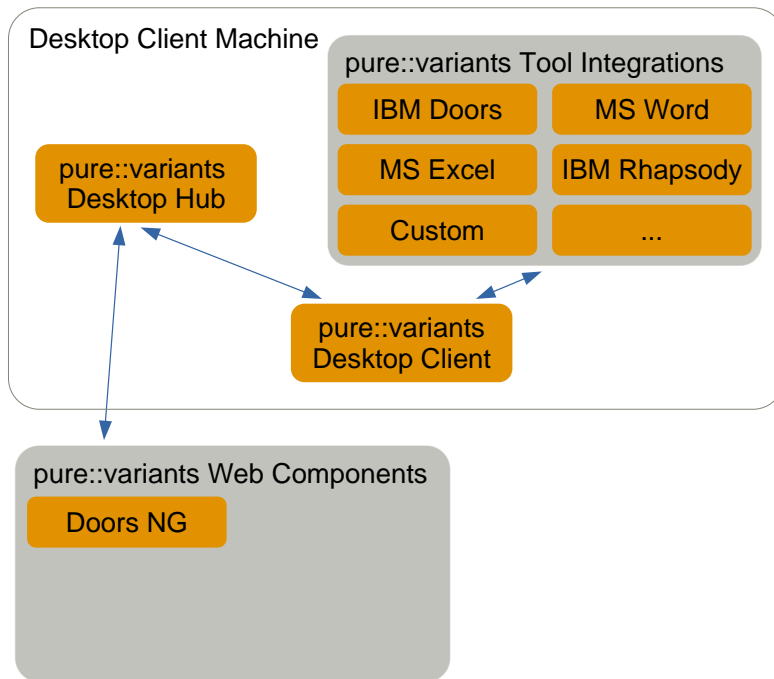 Desktop Client Machine
pure::variants Tool Integrations
IBM Doors
MS Word
MS Excel
IBM Rhapsody
Custom
...
pure::variants
Desktop Hub
pure::variants
Desktop Client
pure::variants Web Components
Doors NG